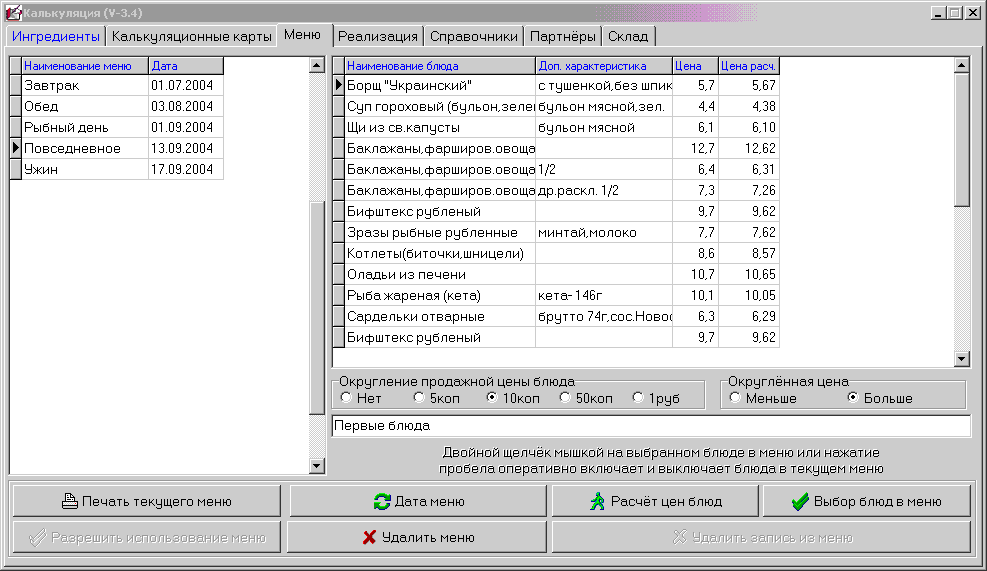 Калькуляция (V-3.4)
Ингредиенты Калькуляционные карты Меню Реализация Справочники Партнёры Склад
Наименование меню Дата
Завтрак 01.07.2004
Обед 03.08.2004
Рыбный день 01.09.2004
Повседневное 13.09.2004
Ужин 17.09.2004
Наименование блюда Доп. характеристика Цена Цена расч.
Борщ "Украинский" с тушенкой,без шпик 5,7 5,67
Суп гороховый (бульон,зеле бульон мясной,зел. 4,4 4,38
Щи из св.капусты бульон мясной 6,1 6,10
Баклажаны,фарширов.овоща 12,7 12,62
Баклажаны,фарширов.овоща 1/2 6,4 6,31
Баклажаны,фарширов.овоща др.раскл. 1/2 7,3 7,26
Бифштекс рубленый 9,7 9,62
Зразы рыбные рубленные минтай,молоко 7,7 7,62
Котлеты(биточки,шницели) 8,6 8,57
Оладьи из печени 10,7 10,65
Рыба жареная (кета) кета- 146г 10,1 10,05
Сардельки отварные брутто 74г,сос.Новос 6,3 6,29
Бифштекс рубленый 9,7 9,62
Округление продажной цены блюда
Нет 5коп 10коп 50коп 1руб
Округлённая цена
Меньше Больше
Первые блюда
Двойной щелчёк мышкой на выбранном блюде в меню или нажатие
пробела оперативно включает и выключает блюда в текущем меню
Печать текущего меню Дата меню Расчёт цен блюд Выбор блюд в меню
Разрешить использование меню Удалить меню Удалить запись из меню